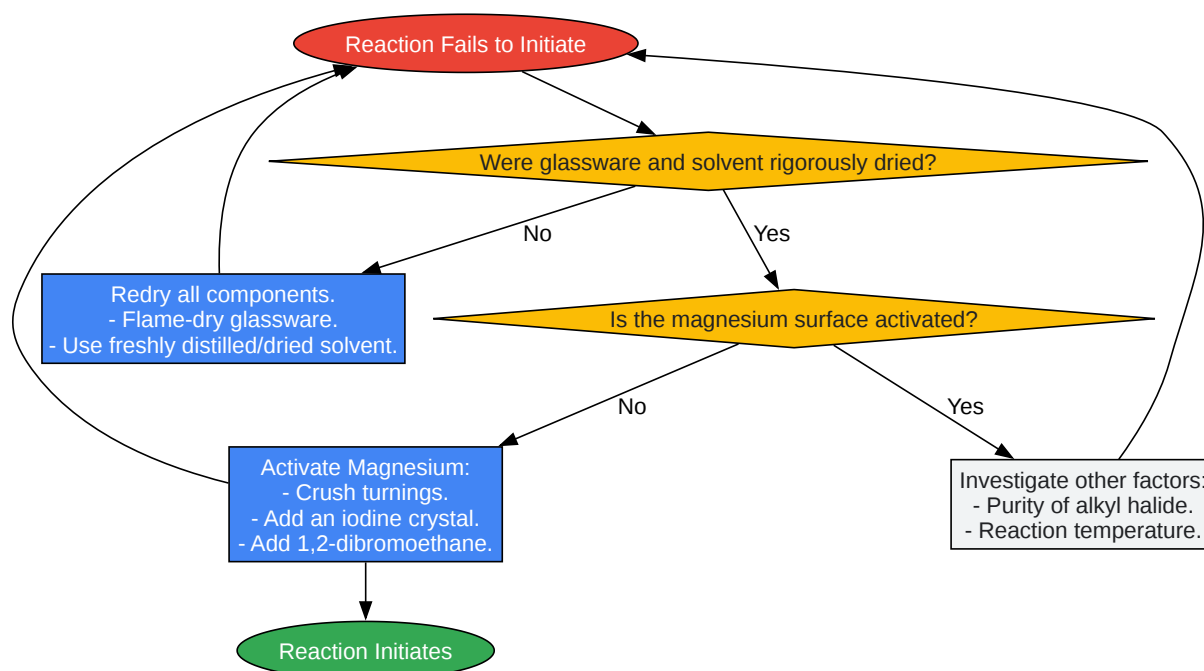 Reaction Fails to Initiate
Were glassware and solvent rigorously dried?
No
Yes
Redry all components.
- Flame-dry glassware.
- Use freshly distilled/dried solvent.
Is the magnesium surface activated?
No
Yes
Activate Magnesium:
- Crush turnings.
- Add an iodine crystal.
- Add 1,2-dibromoethane.
Investigate other factors:
- Purity of alkyl halide.
- Reaction temperature.
Reaction Initiates